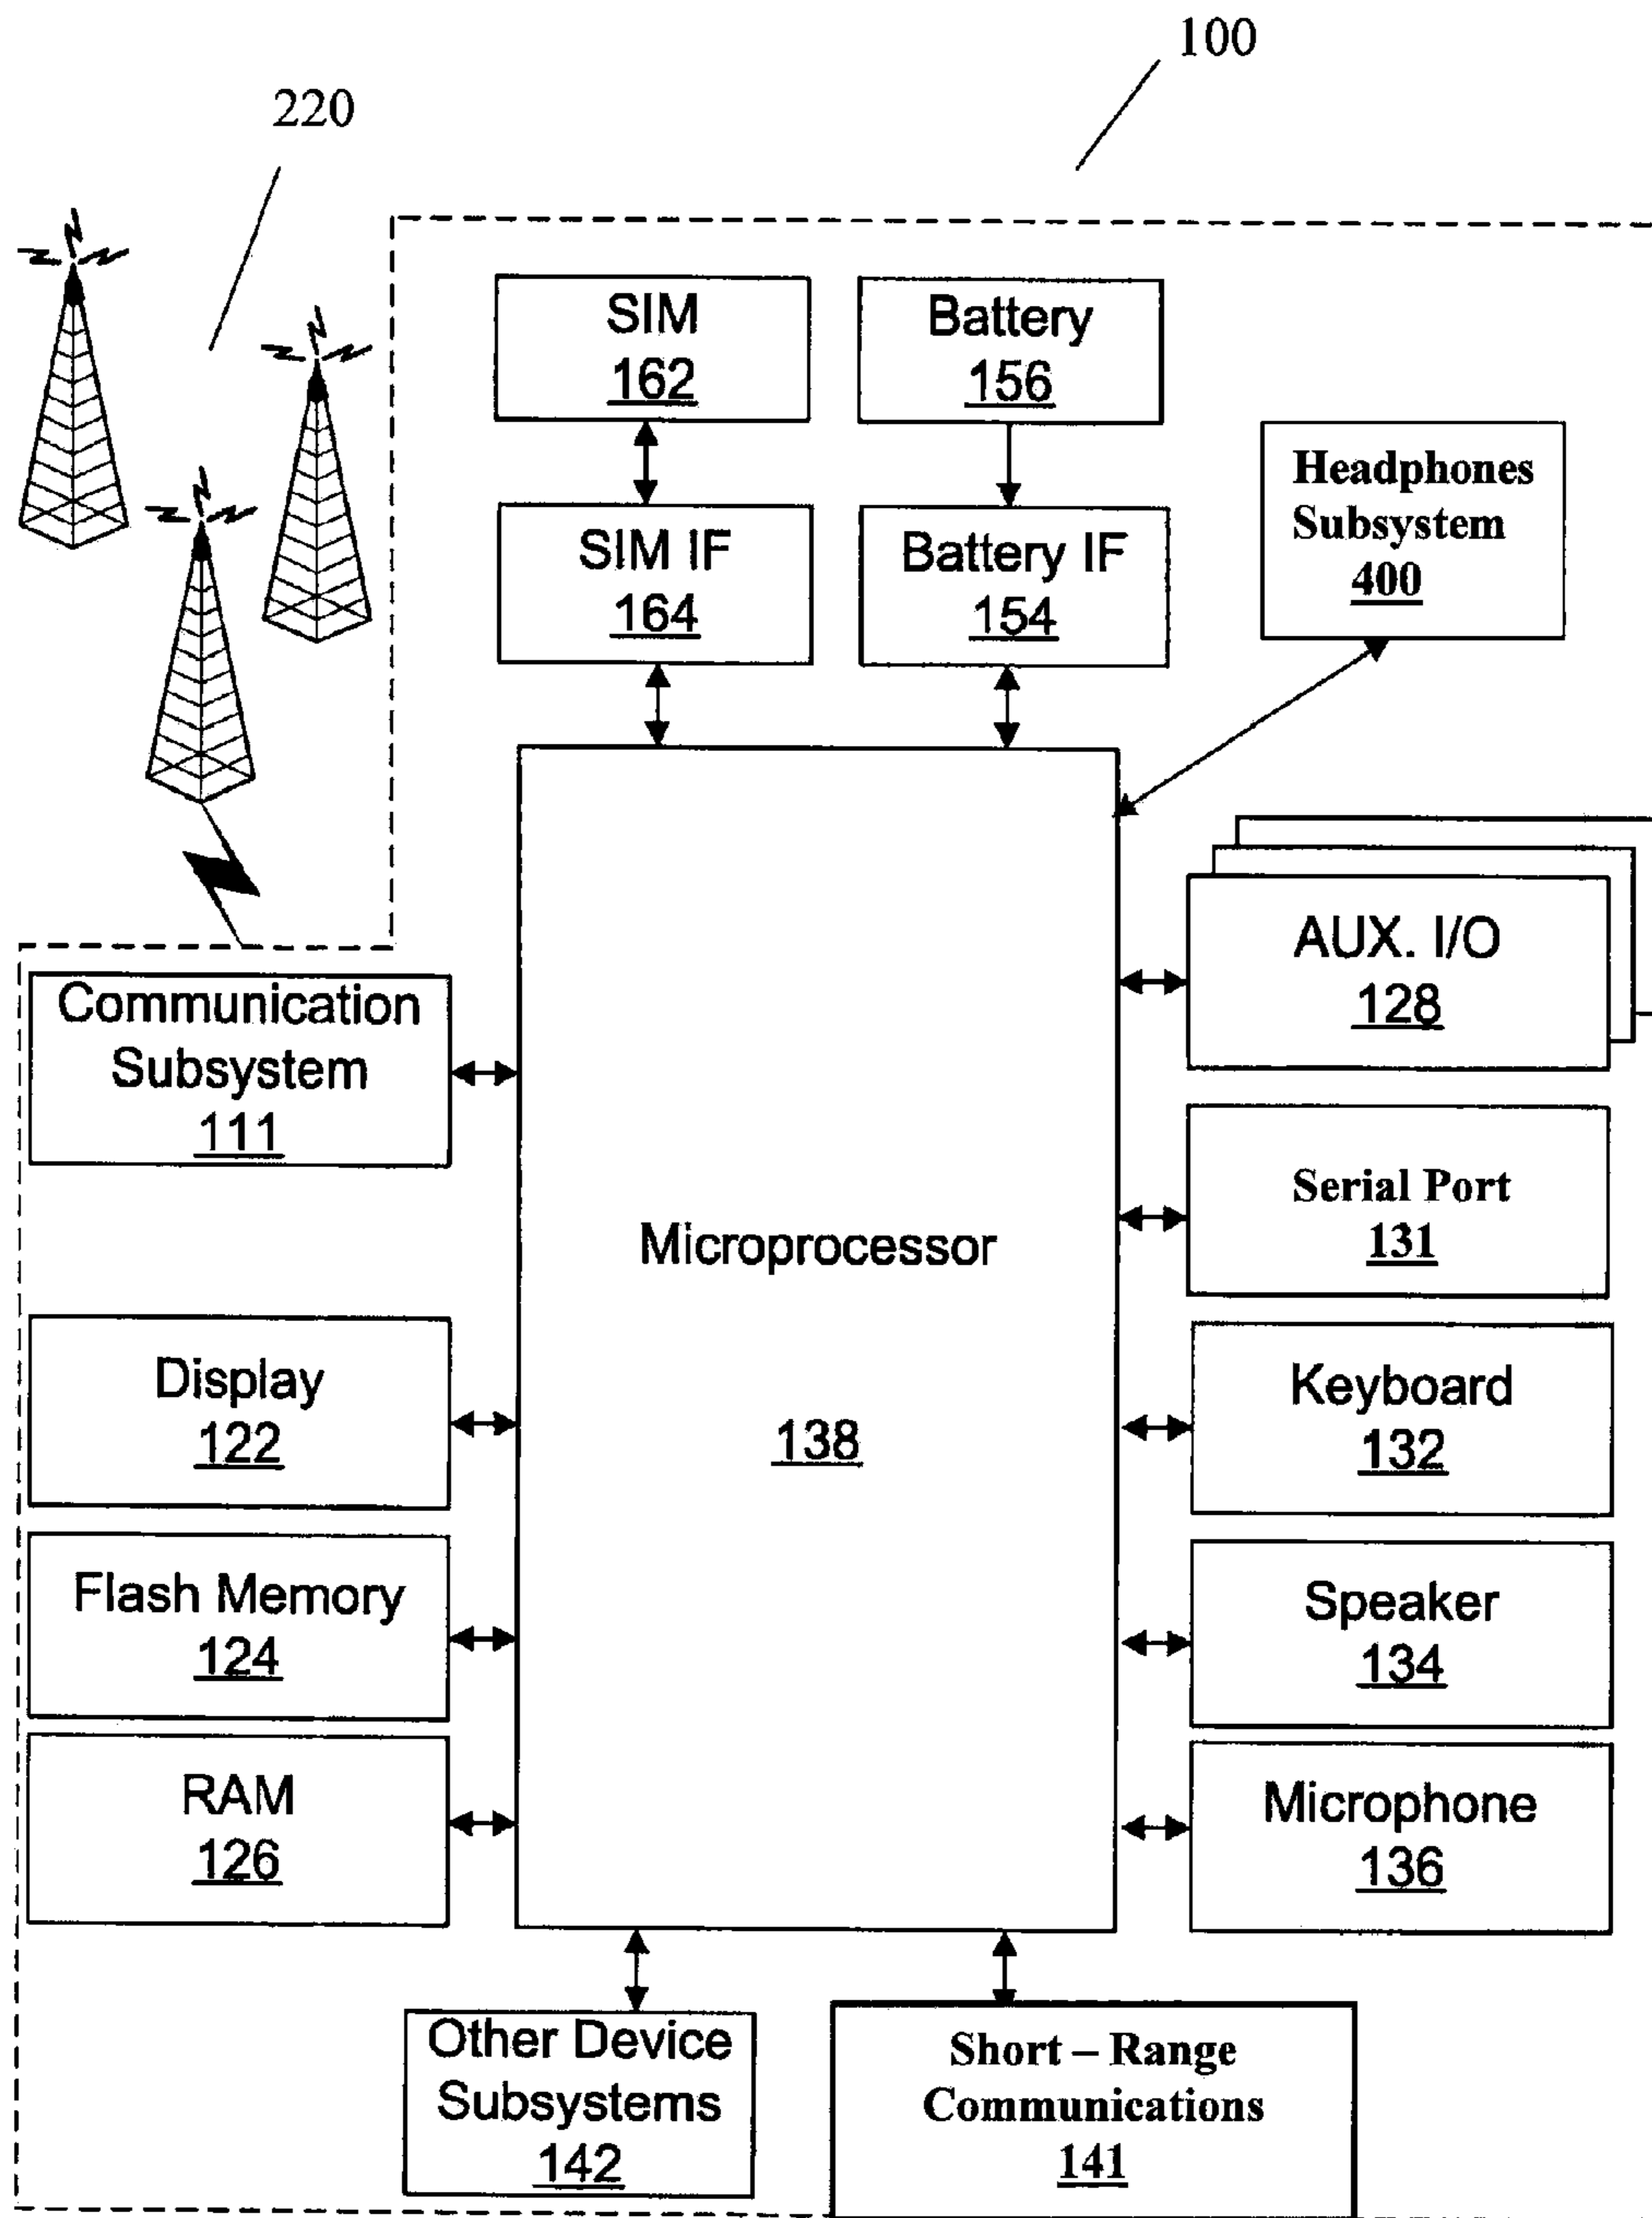 100
220
SIM
162
Battery
156
Headphones
Subsystem
400
SIM IF
164
Battery IF
154
AUX. I/O
128
Communication
Subsystem
111
Serial Port
131
Microprocessor
138
Display
122
Keyboard
132
Flash Memory
124
Speaker
134
RAM
126
Microphone
136
Other Device
Subsystems
142
Short – Range
Communications
141